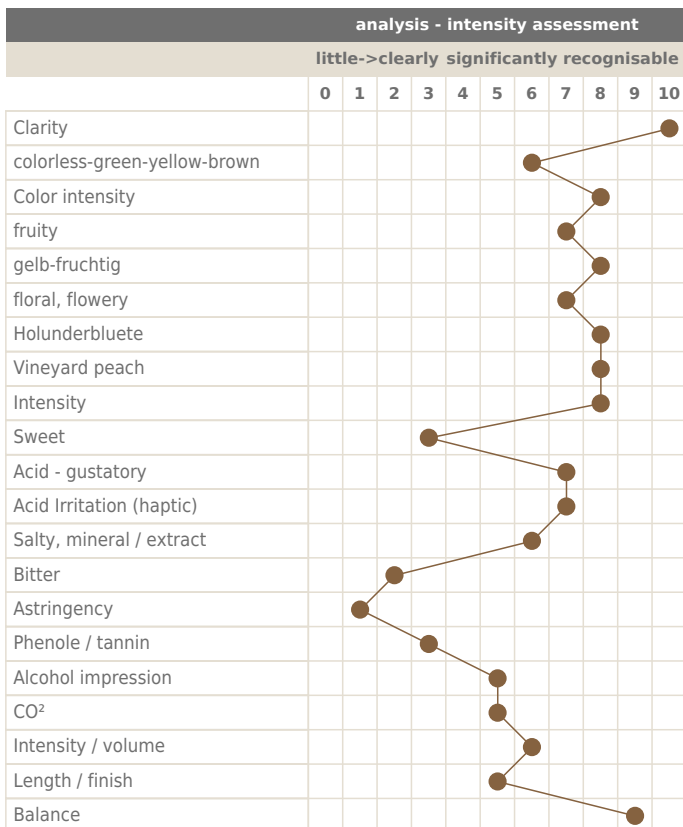 analysis - intensity assessment
little->clearly significantly recognisable
0 1 2 3 4 5 6 7 8 9 10
Clarity
colorless-green-yellow-brown
Color intensity
fruity
gelb-fruchtig
floral, flowery
Holunderbluete
Vineyard peach
Intensity
Sweet
Acid - gustatory
Acid Irritation (haptic)
Salty, mineral / extract
Bitter
Astringency
Phenole / tannin
Alcohol impression
CO²
Intensity / volume
Length / finish
Balance